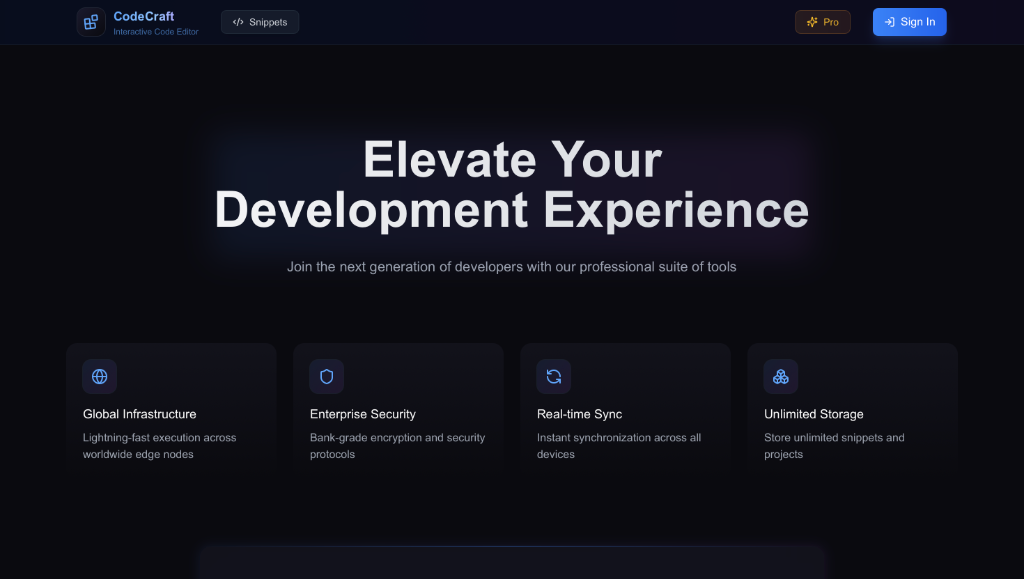 CodeCraft
Interactive Code Editor
Snippets
Pro
Sign In
Elevate Your
Development Experience
Join the next generation of developers with our professional suite of tools
Global Infrastructure
Lightning-fast execution across
worldwide edge nodes
Enterprise Security
Bank-grade encryption and security
protocols
Real-time Sync
Instant synchronization across all
devices
Unlimited Storage
Store unlimited snippets and
projects